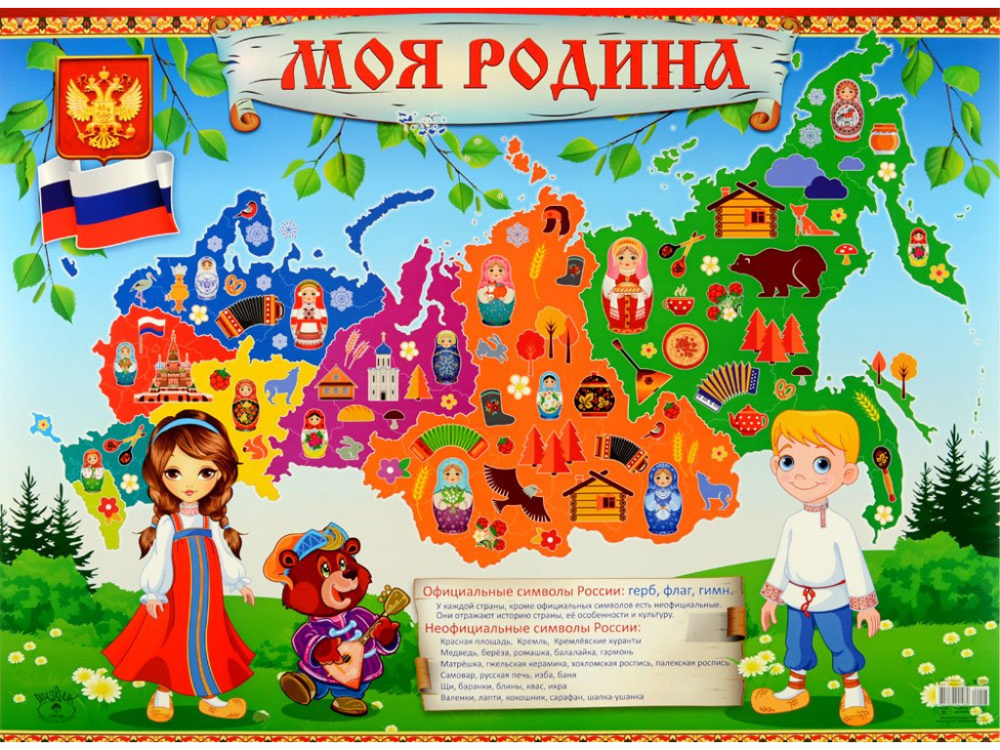 МОЯ РОДИНА
Официальные символы России: герб, флаг, гимн.
У каждой страны, кроме официальных символов есть неофициальные.
Они отражают историю страны, её особенности и культуру.
Неофициальные символы России:
Красная площадь, Кремль, Кремлёвские куранты
Медведь, берёза, ромашка, балалайка, гармонь
Матрёшка, гжельская керамика, хохломская роспись, палехская роспись
Самовар, русская печь, изба, баня
Щи, баранки, блины, квас, икра
Валенки, лапти, кокошник, сарафан, шапка-ушанка